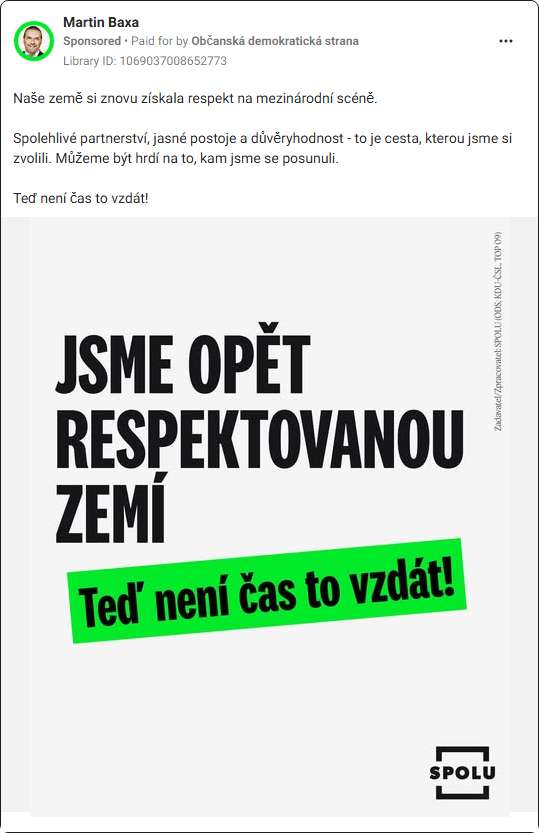 Martin Baxa
Sponsored • Paid for by Občanská demokratická strana
Library ID: 1069037008652773
Naše země si znovu získala respekt na mezinárodní scéně.
Spolehlivé partnerství, jasné postoje a důvěryhodnost - to je cesta, kterou jsme si
zvolili. Můžeme být hrdí na to, kam jsme se posunuli.
Teď není čas to vzdát!
Zadavatel/Zpracovatel: SPOLU (ODS, KDU-ČSL, TOP 09)
JSME OPĚT
RESPEKTOVANOU
ZEMÍ
Teď není čas to vzdát!
SPOLU